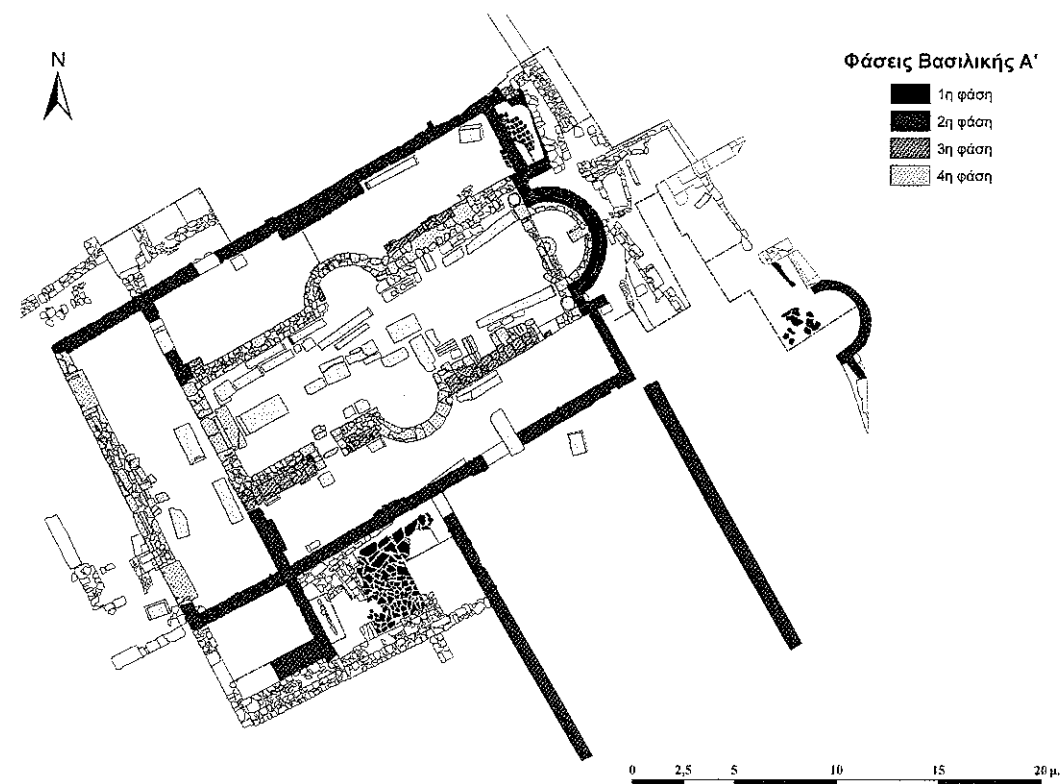 N
Φάσεις Βασιλικής Α'
1η φάση
2η φάση
3η φάση
4η φάση
0 2,5 5 10 15 20 μ.